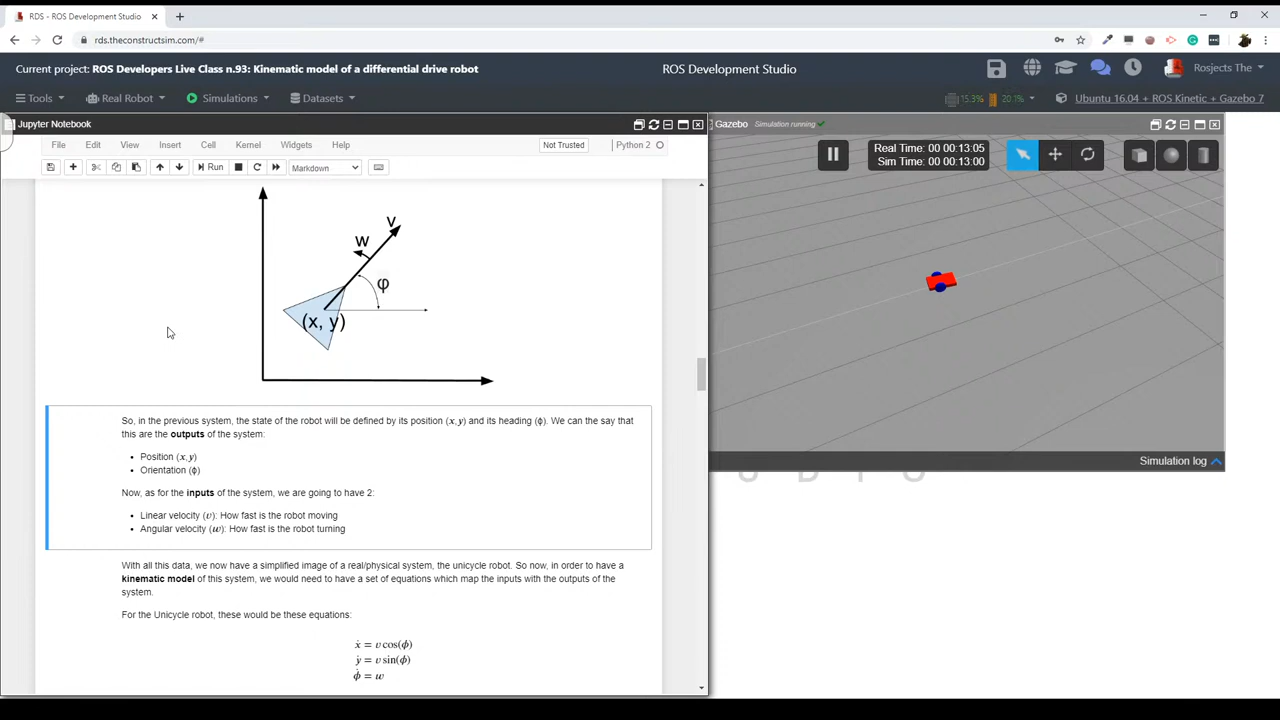 RDS - ROS Development Studio
rds.theconstructsim.com/#
Current project: ROS Developers Live Class n.93: Kinematic model of a differential drive robot
ROS Development Studio
Rosjects The
Tools
Real Robot
Simulations
Datasets
15.3%
20.1%
Ubuntu 16.04 + ROS Kinetic + Gazebo 7
Jupyter Notebook
File Edit View Insert Cell Kernel Widgets Help
Not Trusted
Python 2
Run
Markdown
v
w
φ
(x, y)
So, in the previous system, the state of the robot will be defined by its position (x, y) and its heading (ϕ). We can the say that
this are the outputs of the system:
Position (x, y)
Orientation (ϕ)
Now, as for the inputs of the system, we are going to have 2:
Linear velocity (v): How fast is the robot moving
Angular velocity (w): How fast is the robot turning
With all this data, we now have a simplified image of a real/physical system, the unicycle robot. So now, in order to have a
kinematic model of this system, we would need to have a set of equations which map the inputs with the outputs of the
system.
For the Unicycle robot, these would be these equations:
ẋ = v cos(ϕ)
ẏ = v sin(ϕ)
ϕ̇ = w
Gazebo
Simulation running
Real Time: 00 00:13:05
Sim Time: 00 00:13:00
Simulation log